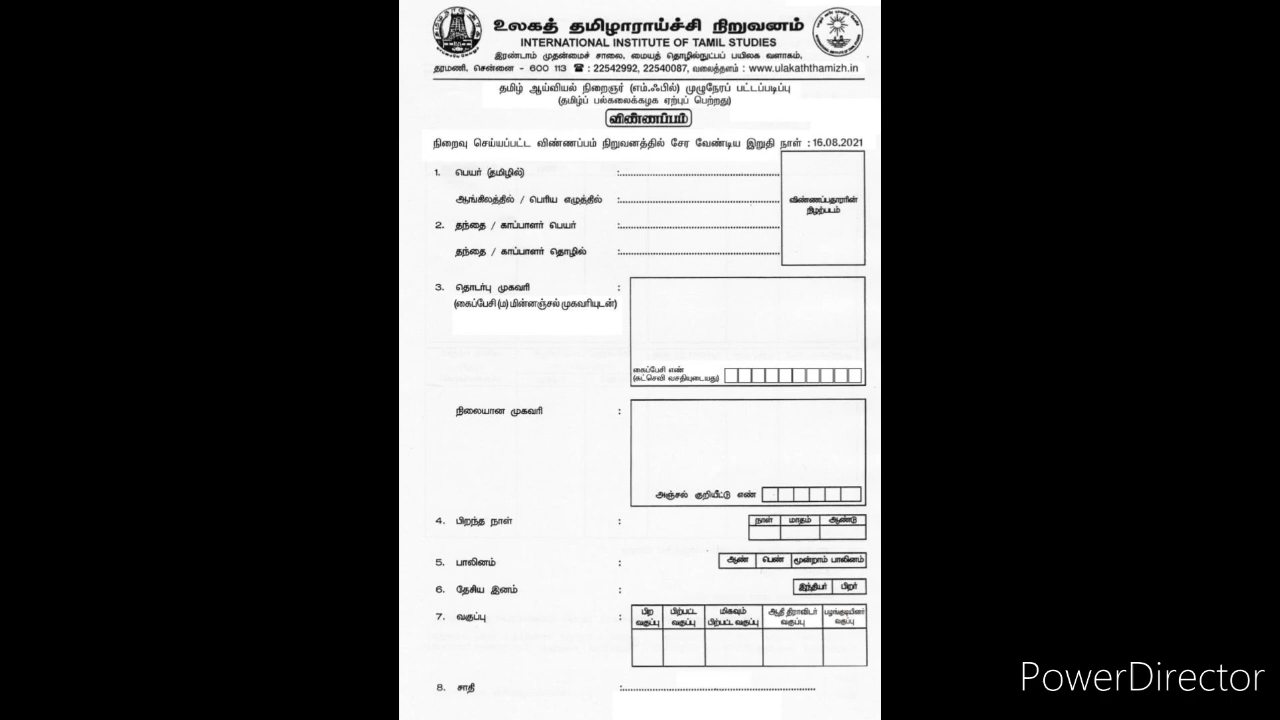 உலகத் தமிழாராய்ச்சி நிறுவனம்
INTERNATIONAL INSTITUTE OF TAMIL STUDIES
இரண்டாம் முதன்மைச் சாலை, மையத் தொழில்நுட்பப் பயிலக வளாகம்,
தரமணி, சென்னை - 600 113 ☎ : 22542992, 22540087, வலைத்தளம் : www.ulakaththamizh.in
தமிழ் ஆய்வியல் நிறைஞர் (எம்.ஃபில்) முழுநேரப் பட்டப்படிப்பு
(தமிழ்ப் பல்கலைக்கழக ஏற்புப் பெற்றது)
விண்ணப்பம்
நிறைவு செய்யப்பட்ட விண்ணப்பம் நிறுவனத்தில் சேர வேண்டிய இறுதி நாள் : 16.08.2021
1. பெயர் (தமிழில்) :
ஆங்கிலத்தில் / பெரிய எழுத்தில் :
விண்ணப்பதாரரின்
நிழற்படம்
2. தந்தை / காப்பாளர் பெயர் :
தந்தை / காப்பாளர் தொழில் :
3. தொடர்பு முகவரி :
(கைப்பேசி (ம) மின்னஞ்சல் முகவரியுடன்)
கைப்பேசி எண்
(கட்செவி வசதியுடையது)
நிலையான முகவரி :
அஞ்சல் குறியீட்டு எண்
4. பிறந்த நாள் : நாள் மாதம் ஆண்டு
5. பாலினம் : ஆண் பெண் மூன்றாம் பாலினம்
6. தேசிய இனம் : இந்தியர் பிறர்
7. வகுப்பு : பிற வகுப்பு பிற்பட்ட வகுப்பு மிகவும் பிற்பட்ட வகுப்பு ஆதி திராவிடர் வகுப்பு பழங்குடியினர் வகுப்பு
8. சாதி :
PowerDirector